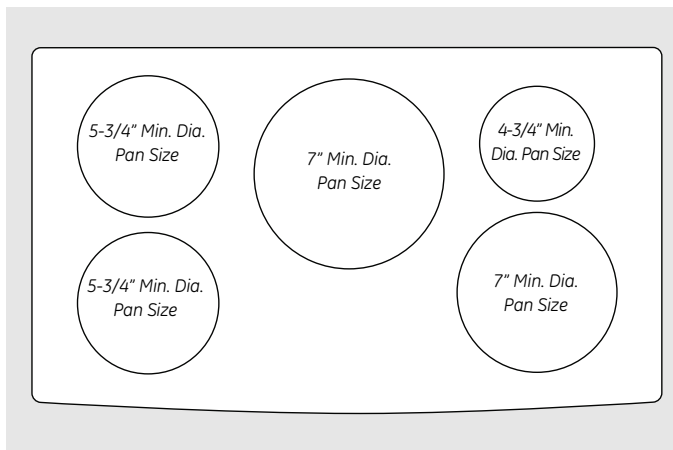 5-3/4” Min. Dia.
Pan Size
7” Min. Dia.
Pan Size
4-3/4” Min.
Dia. Pan Size
5-3/4” Min. Dia.
Pan Size
7” Min. Dia.
Pan Size